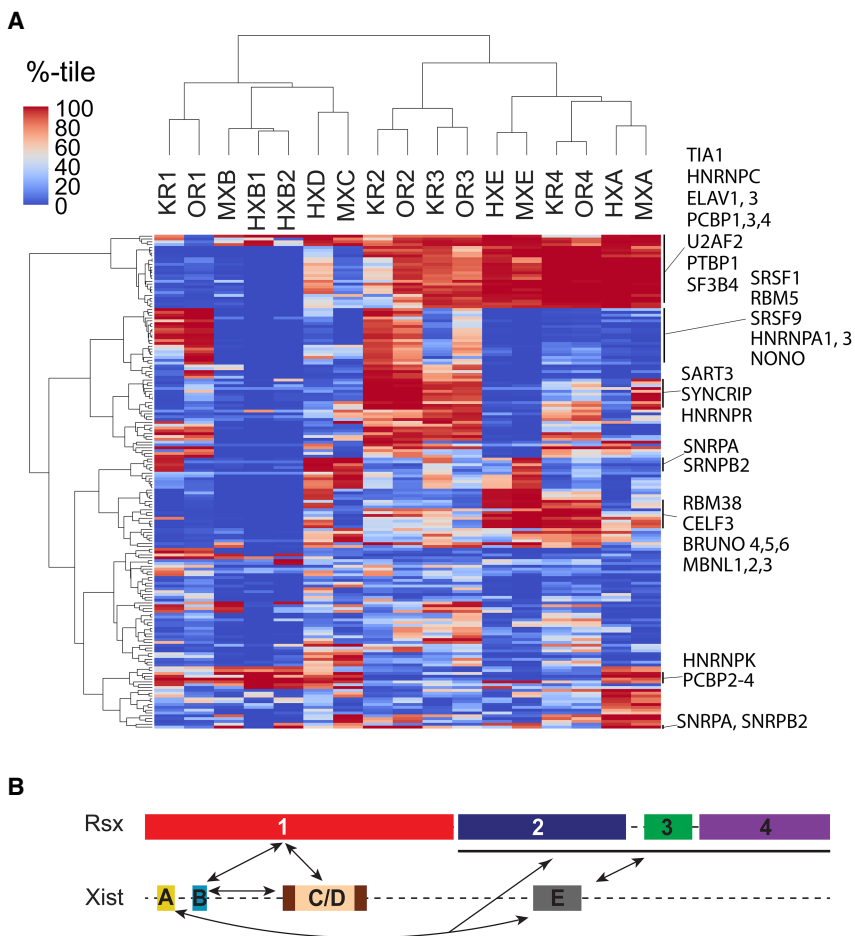 A
%-tile
100
80
60
40
20
0
KR1 OR1 MXB HXB1 HXB2 HXD MXC KR2 OR2 KR3 OR3 HXE MXE KR4 OR4 HXA MXA
TIA1
HNRNPC
ELAV1, 3
PCBP1,3,4
U2AF2
PTBP1
SF3B4
SRSF1
RBM5
SRSF9
HNRNPA1, 3
NONO
SART3
SYNCRIP
HNRNPR
SNRPA
SRNPB2
RBM38
CELF3
BRUNO 4,5,6
MBNL1,2,3
HNRNPK
PCBP2-4
SNRPA, SNRPB2
B
Rsx 1 2 3 4
Xist A B C/D E